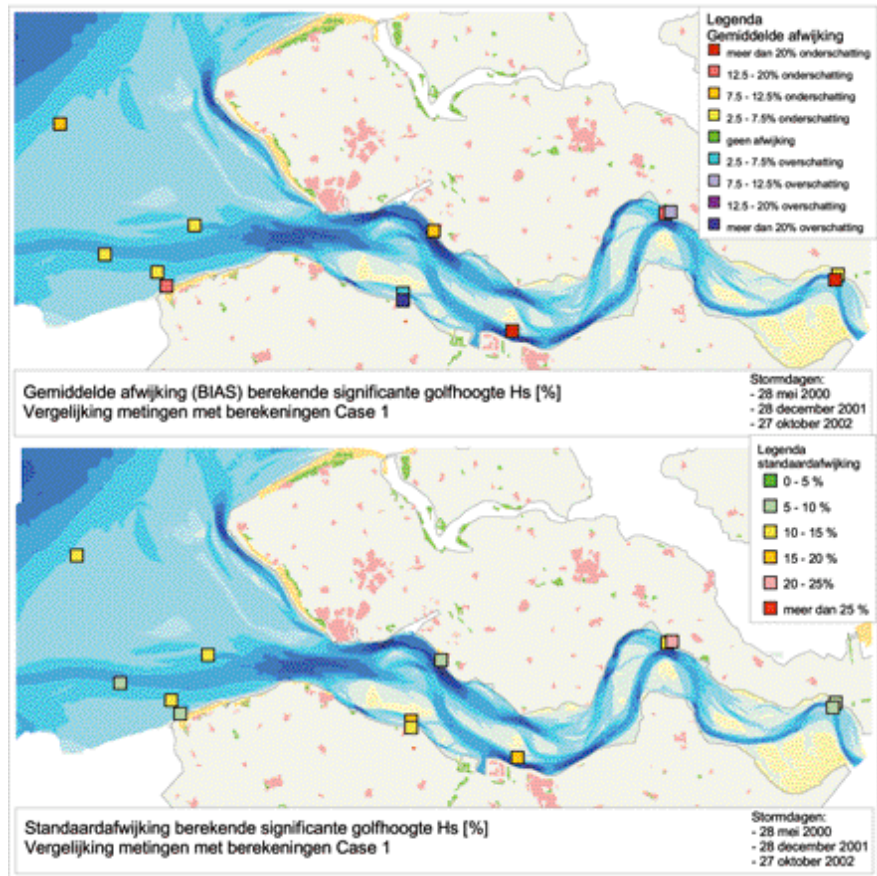 Legenda
Gemiddelde afwijking
meer dan 20% onderschatting
12.5 - 20% onderschatting
7.5 - 12.5% onderschatting
2.5 - 7.5% onderschatting
geen afwijking
2.5 - 7.5% overschatting
7.5 - 12.5% overschatting
12.5 - 20% overschatting
meer dan 20% overschatting
Gemiddelde afwijking (BIAS) berekende significante golfhoogte Hs [%]
Vergelijking metingen met berekeningen Case 1
Stormdagen:
- 28 mei 2000
- 28 december 2001
- 27 oktober 2002
Legenda
standaardafwijking
0 - 5 %
5 - 10 %
10 - 15 %
15 - 20 %
20 - 25%
meer dan 25 %
Standaardafwijking berekende significante golfhoogte Hs [%]
Vergelijking metingen met berekeningen Case 1
Stormdagen:
- 28 mei 2000
- 28 december 2001
- 27 oktober 2002